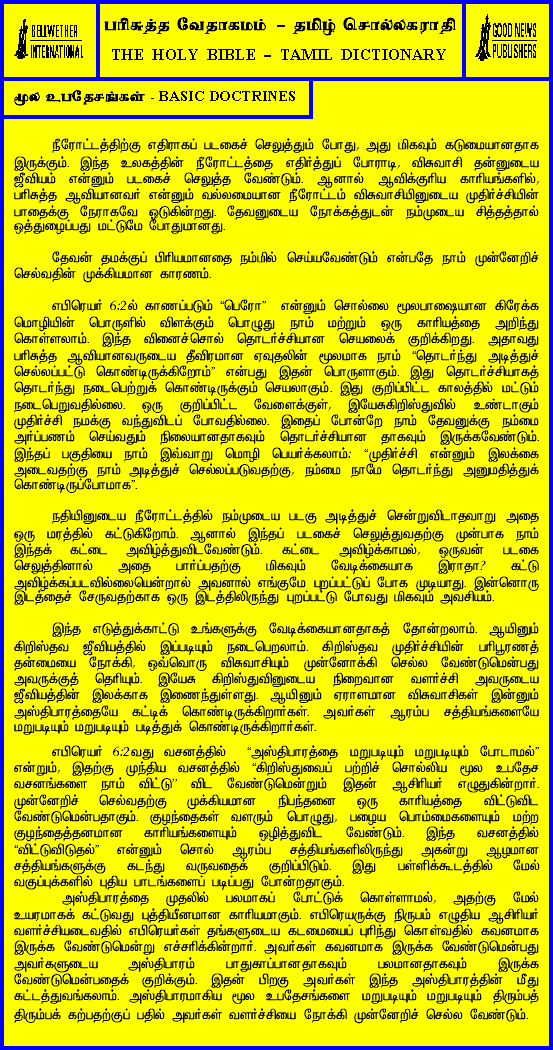 BELLWETHER
INTERNATIONAL
பரிசுத்த வேதாகமம் – தமிழ் சொல்லகராதி
THE HOLY BIBLE – TAMIL DICTIONARY
GOOD NEWS
PUBLISHERS
மூல உபதேசங்கள் - BASIC DOCTRINES
நீரோட்டத்திற்கு எதிராகப் படகைச் செலுத்தும் போது, அது மிகவும் கடுமையானதாக
இருக்கும். இந்த உலகத்தின் நீரோட்டத்தை எதிர்த்துப் போராடி, விசுவாசி தன்னுடைய
ஜீவியம் என்னும் படகைச் செலுத்த வேண்டும். ஆனால் ஆவிக்குரிய காரியங்களில்,
பரிசுத்த ஆவியானவர் என்னும் வல்லமையான நீரோட்டம் விசுவாசியினுடைய முதிர்ச்சியின்
பாதைக்கு நேராகவே ஓடுகின்றது. தேவனுடைய நோக்கத்துடன் நம்முடைய சித்தத்தால்
ஒத்துழைப்பது மட்டுமே போதுமானது.
தேவன் தமக்குப் பிரியமானதை நம்மில் செய்யவேண்டும் என்பதே நாம் முன்னேறிச்
செல்வதின் முக்கியமான காரணம்.
எபிரெயர் 6:2ல் காணப்படும் “பெரோ” என்னும் சொல்லை மூலபாஷையான கிரேக்க
மொழியின் பொருளில் விளக்கும் பொழுது நாம் மற்றும் ஒரு காரியத்தை அறிந்து
கொள்ளலாம். இந்த வினைச்சொல் தொடர்ச்சியான செயலைக் குறிக்கிறது. அதாவது
பரிசுத்த ஆவியானவருடைய தீவிரமான ஏவுதலின் மூலமாக நாம் “தொடர்ந்து அடித்துச்
செல்லப்பட்டு கொண்டிருக்கிறோம்” என்பது இதன் பொருளாகும். இது தொடர்ச்சியாகத்
தொடர்ந்து நடைபெற்றுக் கொண்டிருக்கும் செயலாகும். இது குறிப்பிட்ட காலத்தில் மட்டும்
நடைபெறுவதில்லை. ஒரு குறிப்பிட்ட வேளைக்குள், இயேசுகிறிஸ்துவில் உண்டாகும்
முதிர்ச்சி நமக்கு வந்துவிடப் போவதில்லை. இதைப் போன்றே நாம் தேவனுக்கு நம்மை
அர்ப்பணம் செய்வதும் நிலையானதாகவும் தொடர்ச்சியான தாகவும் இருக்கவேண்டும்.
இந்தப் பகுதியை நாம் இவ்வாறு மொழி பெயர்க்கலாம்: “முதிர்ச்சி என்னும் இலக்கை
அடைவதற்கு நாம் அடித்துச் செல்லப்படுவதற்கு, நம்மை நாமே தொடர்ந்து அனுமதித்துக்
கொண்டிருப்போமாக”.
நதியினுடைய நீரோட்டத்தில் நம்முடைய படகு அடித்துச் சென்றுவிடாதவாறு அதை
ஒரு மரத்தில் கட்டுகிறோம். ஆனால் இந்தப் படகைச் செலுத்துவதற்கு முன்பாக நாம்
இந்தக் கட்டை அவிழ்த்துவிடவேண்டும். கட்டை அவிழ்க்காமல், ஒருவன் படகை
செலுத்தினால் அதை பார்ப்பதற்கு மிகவும் வேடிக்கையாக இராதா? கட்டு
அவிழ்க்கப்படவில்லையென்றால் அவனால் எங்குமே புறப்பட்டுப் போக முடியாது. இன்னொரு
இடத்தைச் சேருவதற்காக ஒரு இடத்திலிருந்து புறப்பட்டு போவது மிகவும் அவசியம்.
இந்த எடுத்துக்காட்டு உங்களுக்கு வேடிக்கையானதாகத் தோன்றலாம். ஆயினும்
கிறிஸ்தவ ஜீவியத்தில் இப்படியும் நடைபெறலாம். கிறிஸ்தவ முதிர்ச்சியின் பரிபூரணத்
தன்மையை நோக்கி, ஒவ்வொரு விசுவாசியும் முன்னோக்கி செல்ல வேண்டுமென்பது
அவருக்குத் தெரியும். இயேசு கிறிஸ்துவினுடைய நிறைவான வளர்ச்சி அவருடைய
ஜீவியத்தின் இலக்காக இணைந்துள்ளது. ஆயினும் ஏராளமான விசுவாசிகள் இன்னும்
அஸ்திபாரத்தையே கட்டிக் கொண்டிருக்கிறார்கள். அவர்கள் ஆரம்ப சத்தியங்களையே
மறுபடியும் மறுபடியும் படித்துக் கொண்டிருக்கிறார்கள்.
எபிரெயர் 6:2வது வசனத்தில் “அஸ்திபாரத்தை மறுபடியும் மறுபடியும் போடாமல்”
என்றும், இதற்கு முந்திய வசனத்தில் “கிறிஸ்துவைப் பற்றிச் சொல்லிய மூல உபதேச
வசனங்களை நாம் விட்டு” விட வேண்டுமென்றும் இதன் ஆசிரியர் எழுதுகின்றார்.
முன்னேறிச் செல்வதற்கு முக்கியமான நிபந்தனை ஒரு காரியத்தை விட்டுவிட
வேண்டுமென்பதாகும். குழந்தைகள் வளரும் பொழுது, பழைய பொம்மைகளையும் மற்ற
குழந்தைத்தனமான காரியங்களையும் ஒழித்துவிட வேண்டும். இந்த வசனத்தில்
“விட்டுவிடுதல்” என்னும் சொல் ஆரம்ப சத்தியங்களிலிருந்து அகன்று ஆழமான
சத்தியங்களுக்கு கடந்து வருவதைக் குறிப்பிடும். இது பள்ளிக்கூடத்தில் மேல்
வகுப்புக்களில் புதிய பாடங்களைப் படிப்பது போன்றதாகும்.
அஸ்திபாரத்தை முதலில் பலமாகப் போட்டுக் கொள்ளாமல், அதற்கு மேல்
உயரமாகக் கட்டுவது புத்தியீனமான காரியமாகும். எபிரெயருக்கு நிருபம் எழுதிய ஆசிரியர்
வளர்ச்சியடைவதில் எபிரெயர்கள் தங்களுடைய கடமையைப் புரிந்து கொள்வதில் கவனமாக
இருக்க வேண்டுமென்று எச்சரிக்கின்றார். அவர்கள் கவனமாக இருக்க வேண்டுமென்பது
அவர்களுடைய அஸ்திபாரம் பாதுகாப்பானதாகவும் பலமானதாகவும் இருக்க
வேண்டுமென்பதைக் குறிக்கும். இதன் பிறகு அவர்கள் இந்த அஸ்திபாரத்தின் மீது
கட்டத்துவங்கலாம். அஸ்திபாரமாகிய மூல உபதேசங்களை மறுபடியும் மறுபடியும் திரும்பத்
திரும்பக் கற்பதற்குப் பதில் அவர்கள் வளர்ச்சியை நோக்கி முன்னேறிச் செல்ல வேண்டும்.